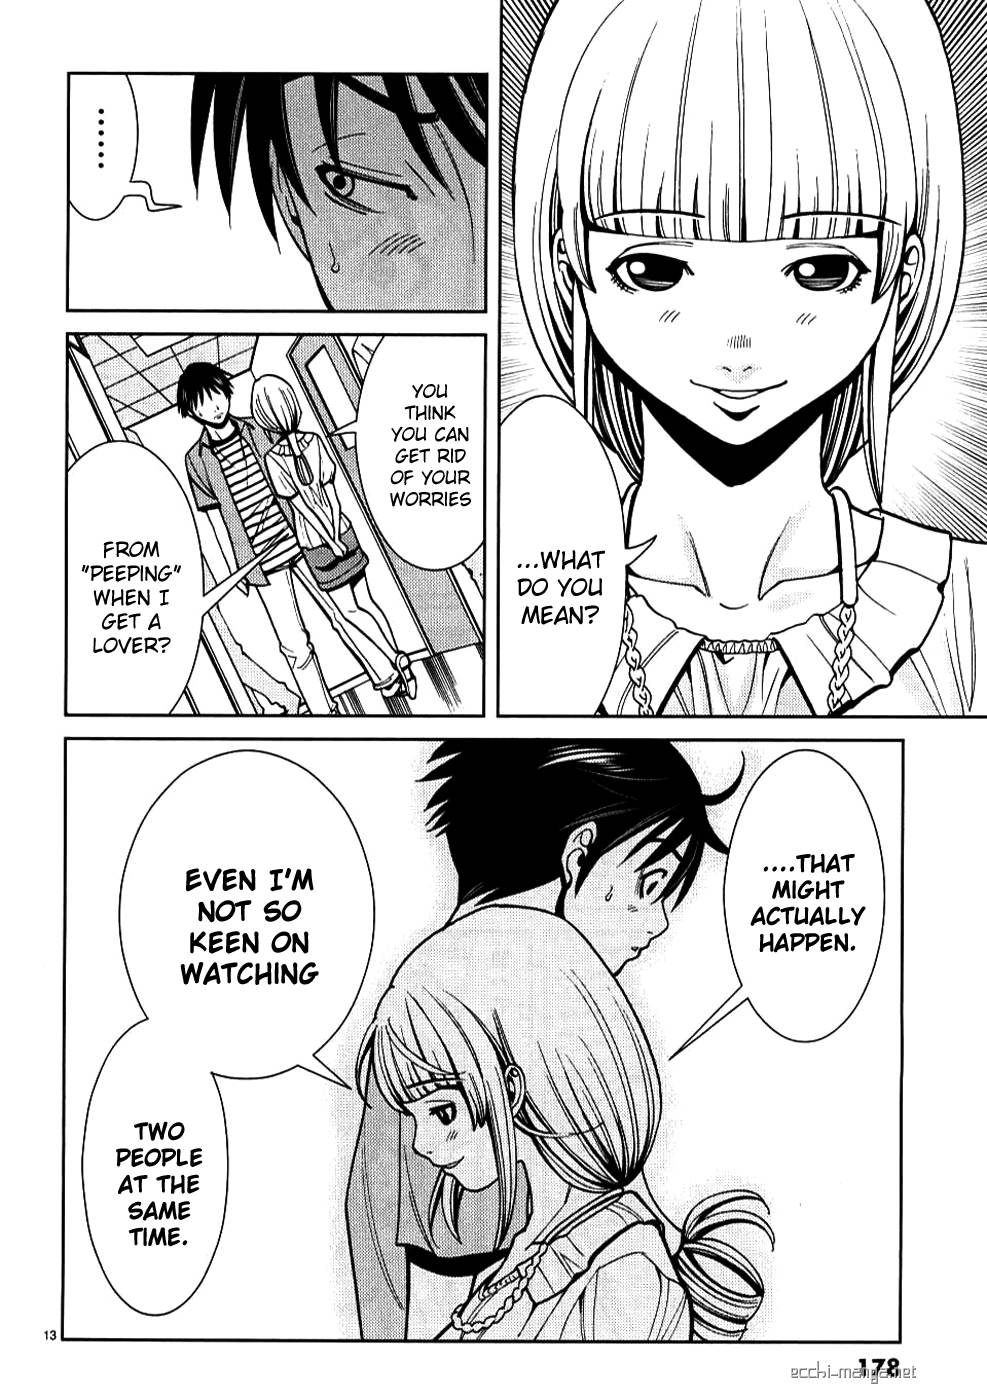 ...WHAT
DO YOU
MEAN?
.......
YOU
THINK
YOU CAN
GET RID
OF YOUR
WORRIES
FROM
"PEEPING"
WHEN I
GET A
LOVER?
....THAT
MIGHT
ACTUALLY
HAPPEN.
EVEN I'M
NOT SO
KEEN ON
WATCHING
TWO
PEOPLE
AT THE
SAME
TIME.
13
178
ecchi-manga.net